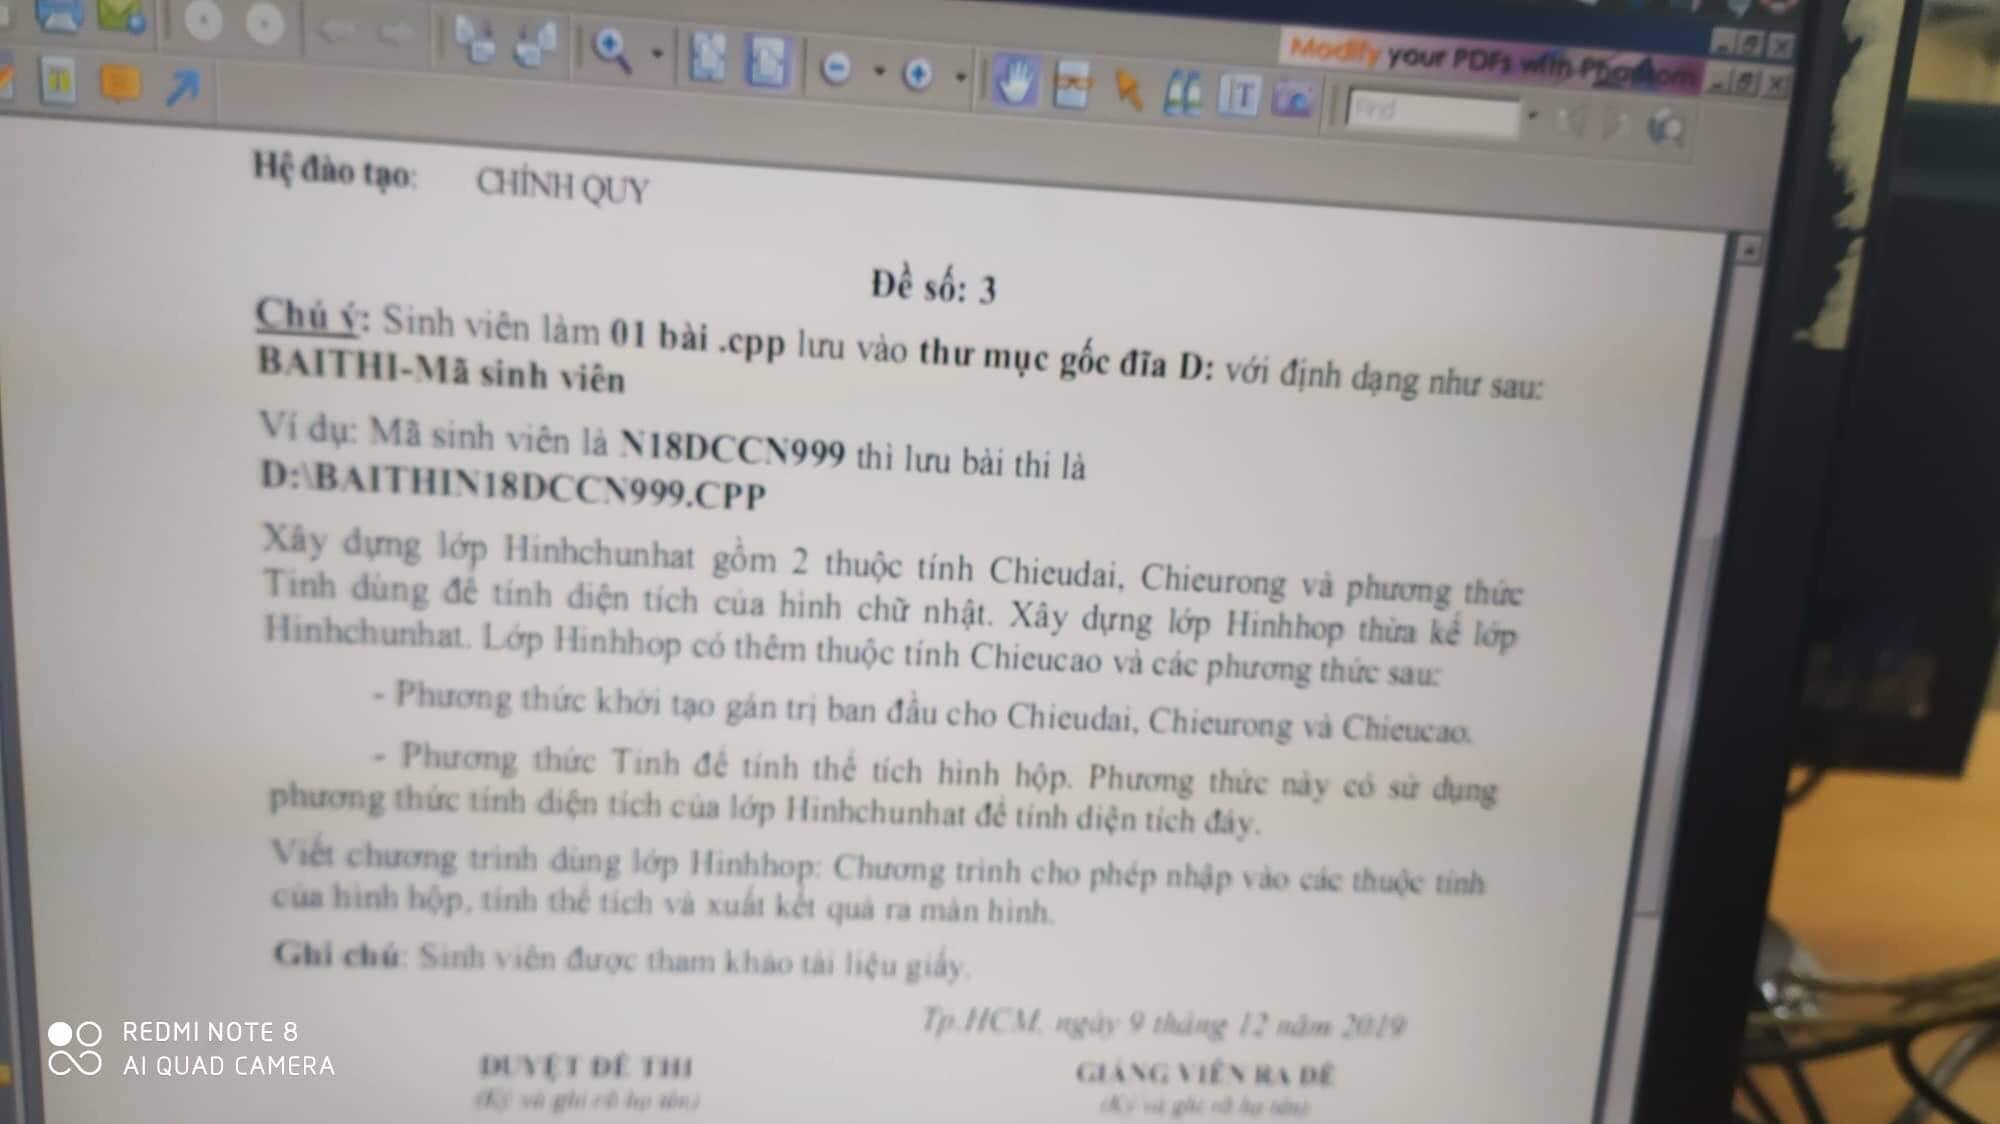 Modify your PDFs with Phantom
Find
Hệ đào tạo: CHÍNH QUY
Đề số: 3
Chú ý: Sinh viên làm 01 bài .cpp lưu vào thư mục gốc đĩa D: với định dạng như sau:
BAITHI-Mã sinh viên
Ví dụ: Mã sinh viên là N18DCCN999 thì lưu bài thi là
D:\BAITHIN18DCCN999.CPP
Xây dựng lớp Hinhchunhat gồm 2 thuộc tính Chieudai, Chieurong và phương thức
Tinh dùng để tính diện tích của hình chữ nhật. Xây dựng lớp Hinhhop thừa kế lớp
Hinhchunhat. Lớp Hinhhop có thêm thuộc tính Chieucao và các phương thức sau:
- Phương thức khởi tạo gán trị ban đầu cho Chieudai, Chieurong và Chieucao.
- Phương thức Tinh để tính thể tích hình hộp. Phương thức này có sử dụng
phương thức tính diện tích của lớp Hinhchunhat để tính diện tích đáy.
Viết chương trình dùng lớp Hinhhop: Chương trình cho phép nhập vào các thuộc tính
của hình hộp, tính thể tích và xuất kết quả ra màn hình.
Ghi chú: Sinh viên được tham khảo tài liệu giấy.
Tp.HCM, ngày 9 tháng 12 năm 2019
DUYỆT ĐỀ THI GIẢNG VIÊN RA ĐỀ
(Ký và ghi rõ họ tên) (Ký và ghi rõ họ tên)
REDMI NOTE 8
AI QUAD CAMERA